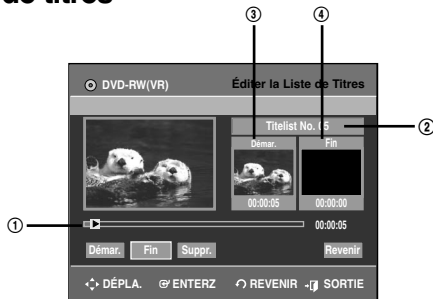 de titres
③ ④
DVD-RW(VR) Éditer la Liste de Titres
Titelist No. 05
②
Démar. Fin
00:00:05 00:00:00
①
00:00:05
Démar. Fin Suppr. Revenir
DÉPLA. ENTERZ REVENIR SORTIE